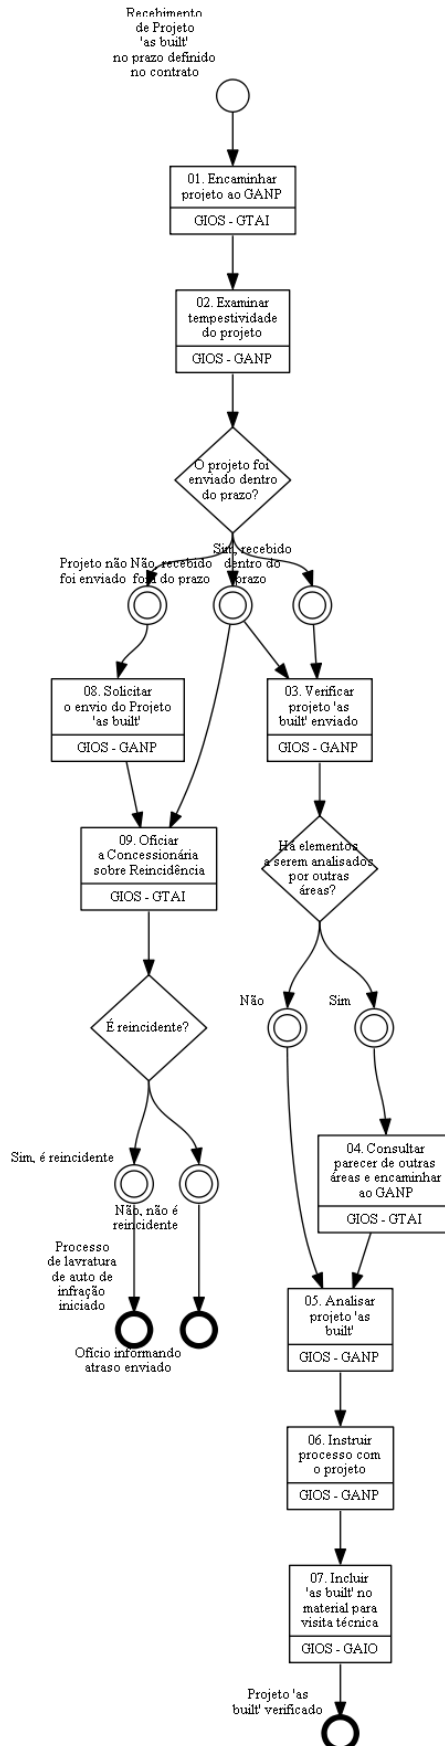 Recebimento
de Projeto
'as built'
no prazo definido
no contrato
01. Encaminhar
projeto ao GANP
GIOS - GTAI
02. Examinar
tempestividade
do projeto
GIOS - GANP
O projeto foi
enviado dentro
do prazo?
Projeto não
foi enviado
Não, recebido
fora do prazo
Sim, recebido
dentro do
prazo
08. Solicitar
o envio do Projeto
'as built'
GIOS - GANP
03. Verificar
projeto 'as
built' enviado
GIOS - GANP
09. Oficiar
a Concessionária
sobre Reincidência
GIOS - GTAI
Há elementos
a serem analisados
por outras
áreas?
É reincidente?
Não
Sim
04. Consultar
parecer de outras
áreas e encaminhar
ao GANP
GIOS - GTAI
Sim, é reincidente
Não, não é
reincidente
Processo
de lavratura
de auto de
infração
iniciado
Ofício informando
atraso enviado
05. Analisar
projeto 'as
built'
GIOS - GANP
06. Instruir
processo com
o projeto
GIOS - GANP
07. Incluir
'as built' no
material para
visita técnica
GIOS - GAIO
Projeto 'as
built' verificado